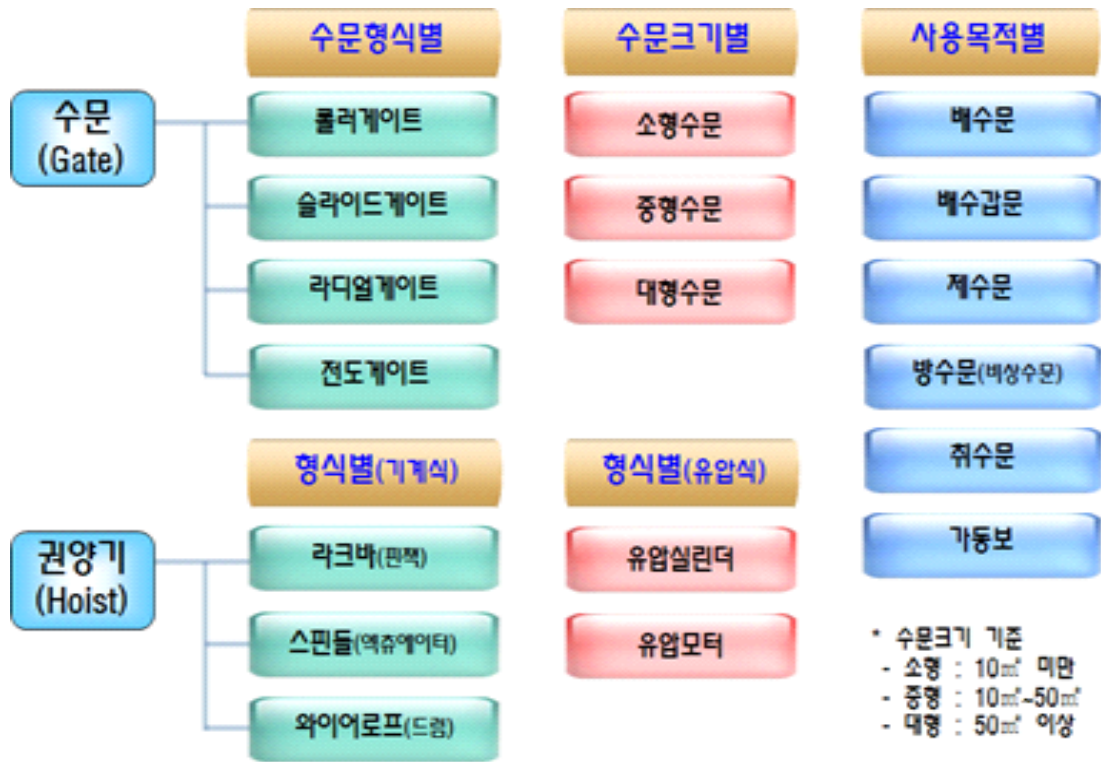 수문형식별
수문크기별
사용목적별
수문
(Gate)
롤러게이트
소형수문
배수문
슬라이드게이트
중형수문
배수갑문
라디얼게이트
대형수문
제수문
전도게이트
방수문(비상수문)
형식별(기계식)
형식별(유압식)
취수문
권양기
(Hoist)
라크바(핀잭)
유압실린더
가동보
스핀들(엑츄에이터)
유압모터
와이어로프(드럼)
* 수문크기 기준
- 소형 : 10㎡ 미만
- 중형 : 10㎡~50㎡
- 대형 : 50㎡ 이상